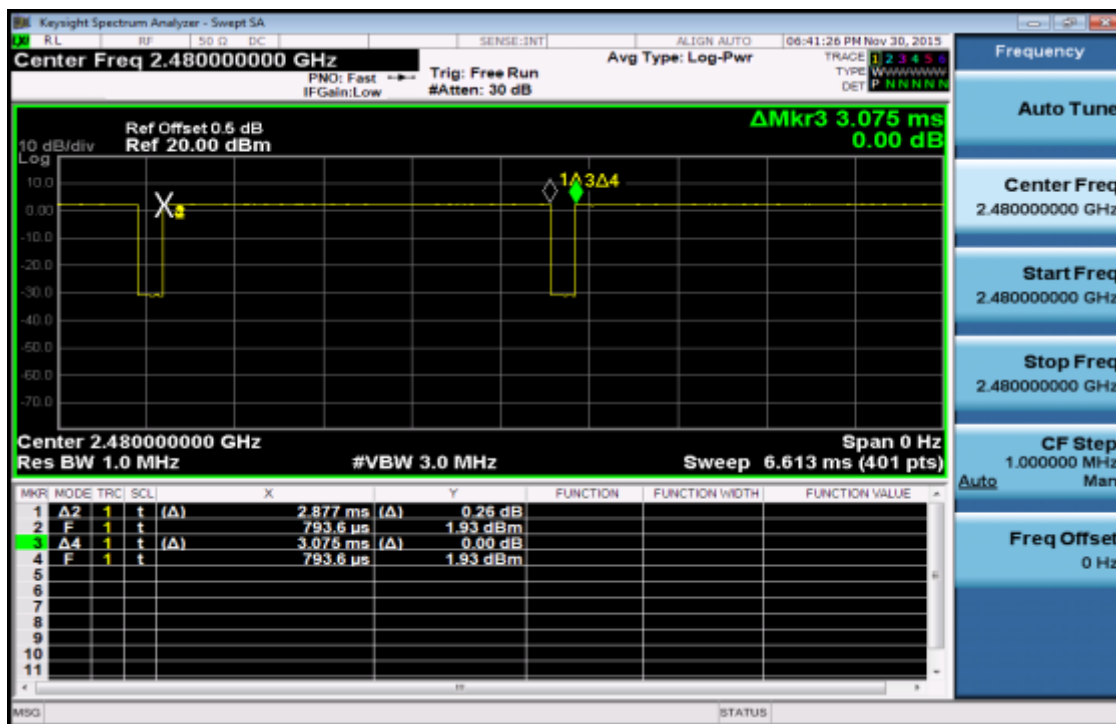 Keysight Spectrum Analyzer - Swept SA
RL RF 50 Ω DC SENSE:INT ALIGN AUTO 06:41:26 PM Nov 30, 2015
Center Freq 2.480000000 GHz
PNO: Fast
IFGain:Low
Trig: Free Run
#Atten: 30 dB
Avg Type: Log-Pwr
TRACE 1 2 3 4 5 6
TYPE WWWWWW
DET P N N N N N
Ref Offset 0.5 dB
10 dB/div Ref 20.00 dBm
Log
ΔMkr3 3.075 ms
0.00 dB
10.0
0.00
-10.0
-20.0
-30.0
-40.0
-50.0
-60.0
-70.0
1Δ 3Δ4
Center 2.480000000 GHz Span 0 Hz
Res BW 1.0 MHz #VBW 3.0 MHz Sweep 6.613 ms (401 pts)
MKR MODE TRC SCL X Y FUNCTION FUNCTION WIDTH FUNCTION VALUE
1 Δ2 1 t (Δ) 2.877 ms (Δ) 0.26 dB
2 F 1 t 793.6 µs 1.93 dBm
3 Δ4 1 t (Δ) 3.075 ms (Δ) 0.00 dB
4 F 1 t 793.6 µs 1.93 dBm
5
6
7
8
9
10
11
MSG STATUS
Frequency
Auto Tune
Center Freq
2.480000000 GHz
Start Freq
2.480000000 GHz
Stop Freq
2.480000000 GHz
CF Step
1.000000 MHz
Auto Man
Freq Offset
0 Hz